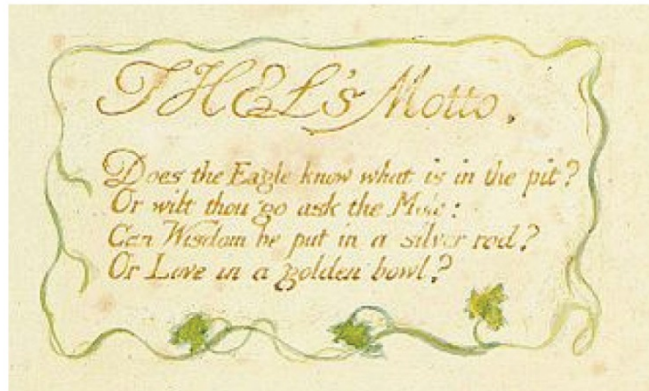 THEL's Motto.
Does the Eagle know what is in the pit?
Or wilt thou go ask the Mole:
Can Wisdom be put in a silver rod?
Or Love in a golden bowl?